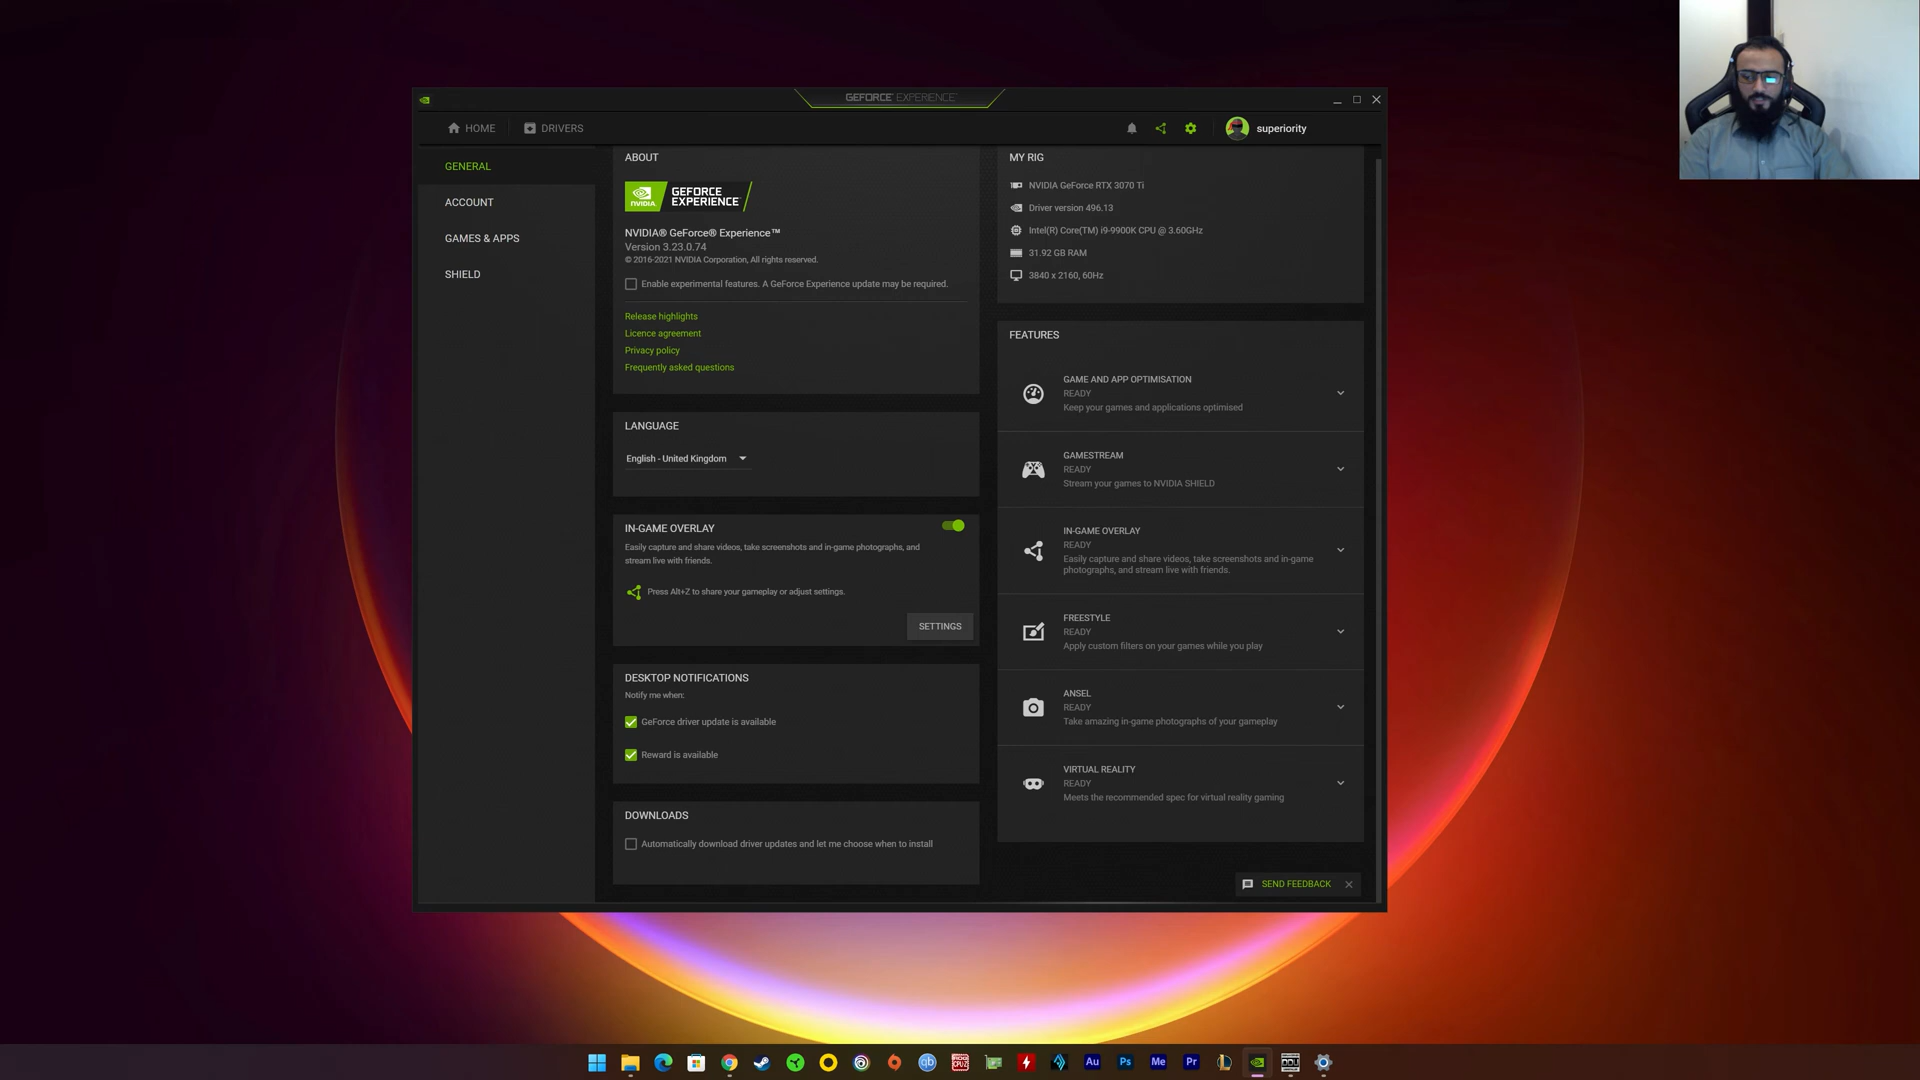 GEFORCE EXPERIENCE
HOME
DRIVERS
superiority
GENERAL
ACCOUNT
GAMES & APPS
SHIELD
ABOUT
NVIDIA.
GEFORCE
EXPERIENCE
NVIDIA® GeForce® Experience™
Version 3.23.0.74
© 2016-2021 NVIDIA Corporation, All rights reserved.
Enable experimental features. A GeForce Experience update may be required.
Release highlights
Licence agreement
Privacy policy
Frequently asked questions
LANGUAGE
English - United Kingdom
IN-GAME OVERLAY
Easily capture and share videos, take screenshots and in-game photographs, and
stream live with friends.
Press Alt+Z to share your gameplay or adjust settings.
SETTINGS
DESKTOP NOTIFICATIONS
Notify me when:
GeForce driver update is available
Reward is available
DOWNLOADS
Automatically download driver updates and let me choose when to install
MY RIG
NVIDIA GeForce RTX 3070 Ti
Driver version 496.13
Intel(R) Core(TM) i9-9900K CPU @ 3.60GHz
31.92 GB RAM
3840 x 2160, 60Hz
FEATURES
GAME AND APP OPTIMISATION
READY
Keep your games and applications optimised
GAMESTREAM
READY
Stream your games to NVIDIA SHIELD
IN-GAME OVERLAY
READY
Easily capture and share videos, take screenshots and in-game
photographs, and stream live with friends.
FREESTYLE
READY
Apply custom filters on your games while you play
ANSEL
READY
Take amazing in-game photographs of your gameplay
VIRTUAL REALITY
READY
Meets the recommended spec for virtual reality gaming
SEND FEEDBACK
qb
CPU-Z
Au
Ps
Me
Pr
L
DDU